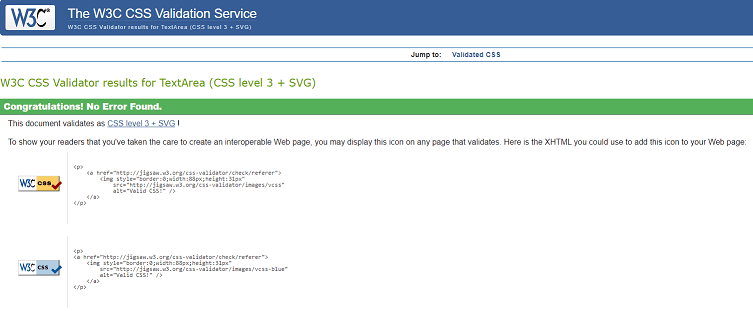 W3C®
The W3C CSS Validation Service
W3C CSS Validator results for TextArea (CSS level 3 + SVG)
Jump to: Validated CSS
W3C CSS Validator results for TextArea (CSS level 3 + SVG)
Congratulations! No Error Found.
This document validates as CSS level 3 + SVG !
To show your readers that you've taken the care to create an interoperable Web page, you may display this icon on any page that validates. Here is the XHTML you could use to add this icon to your Web page:
W3C css
<p>
<a href="http://jigsaw.w3.org/css-validator/check/referer">
<img style="border:0;width:88px;height:31px"
src="http://jigsaw.w3.org/css-validator/images/vcss"
alt="Valid CSS!" />
</a>
</p>
W3C css
<p>
<a href="http://jigsaw.w3.org/css-validator/check/referer">
<img style="border:0;width:88px;height:31px"
src="http://jigsaw.w3.org/css-validator/images/vcss-blue"
alt="Valid CSS!" />
</a>
</p>